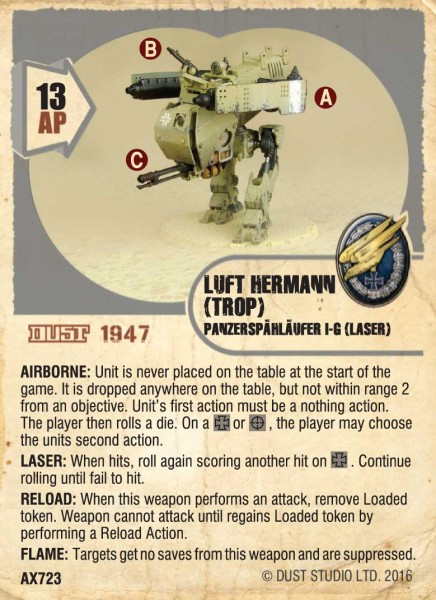 B
13
AP
A
C
LUFT HERMANN
(TROP)
PANZERSPÄHLÄUFER I-G (LASER)
DUST 1947
AIRBORNE: Unit is never placed on the table at the start of the
game. It is dropped anywhere on the table, but not within range 2
from an objective. Unit's first action must be a nothing action.
The player then rolls a die. On a or , the player may choose
the units second action.
LASER: When hits, roll again scoring another hit on . Continue
rolling until fail to hit.
RELOAD: When this weapon performs an attack, remove Loaded
token. Weapon cannot attack until regains Loaded token by
performing a Reload Action.
FLAME: Targets get no saves from this weapon and are suppressed.
AX723
© DUST STUDIO LTD. 2016